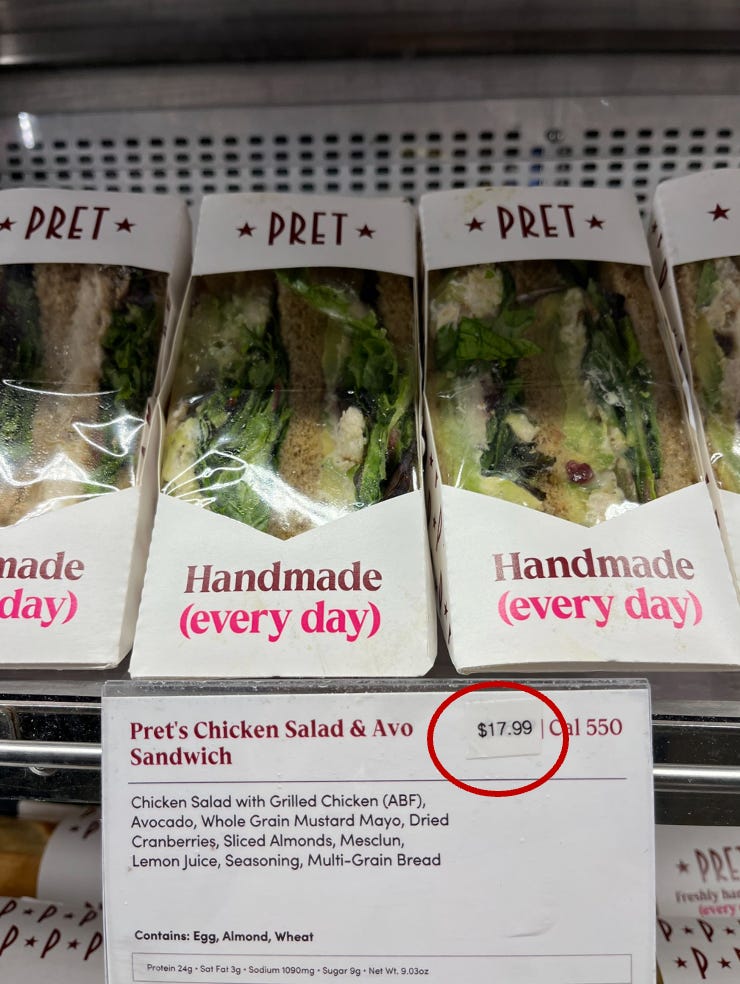 ★ PRET ★
★ PRET ★
★ PRET ★
★
made
day)
Handmade
(every day)
Handmade
(every day)
Pret's Chicken Salad & Avo
Sandwich
$17.99 | Cal 550
Chicken Salad with Grilled Chicken (ABF),
Avocado, Whole Grain Mustard Mayo, Dried
Cranberries, Sliced Almonds, Mesclun,
Lemon Juice, Seasoning, Multi-Grain Bread
Contains: Egg, Almond, Wheat
Protein 24g • Sat Fat 3g • Sodium 1090mg • Sugar 9g • Net Wt. 9.03oz
★ PRE
Freshly
(every